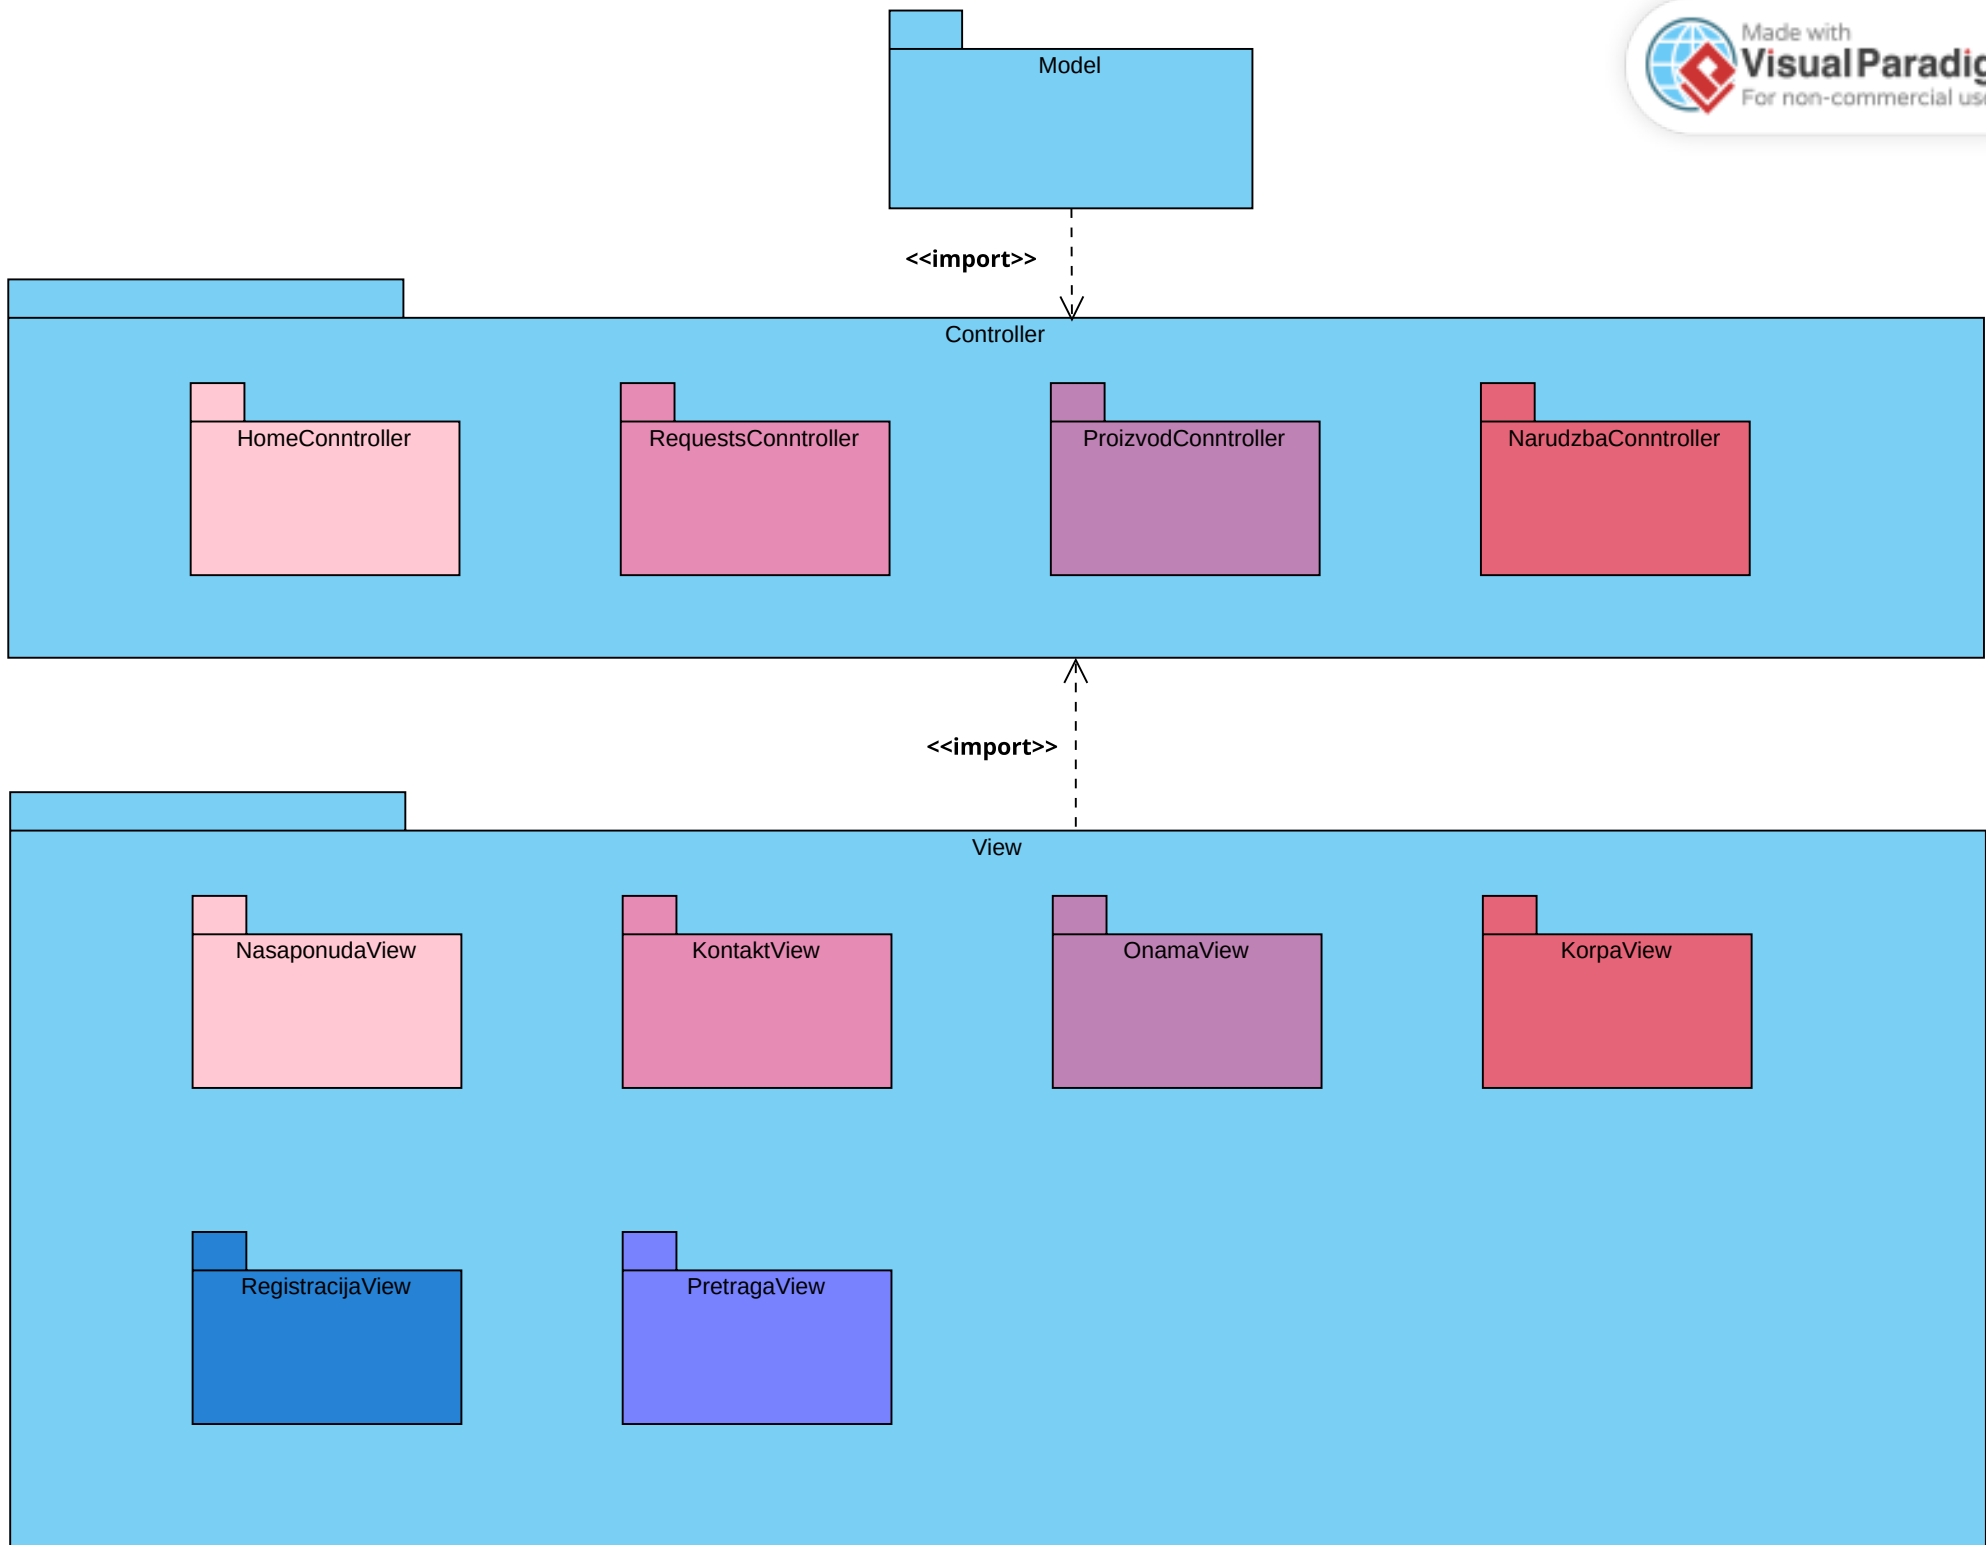 Made with
Visual Paradig
For non-commercial use
Model
<<import>>
Controller
HomeConntroller
RequestsConntroller
ProizvodConntroller
NarudzbaConntroller
<<import>>
View
NasaponudaView
KontaktView
OnamaView
KorpaView
RegistracijaView
PretragaView